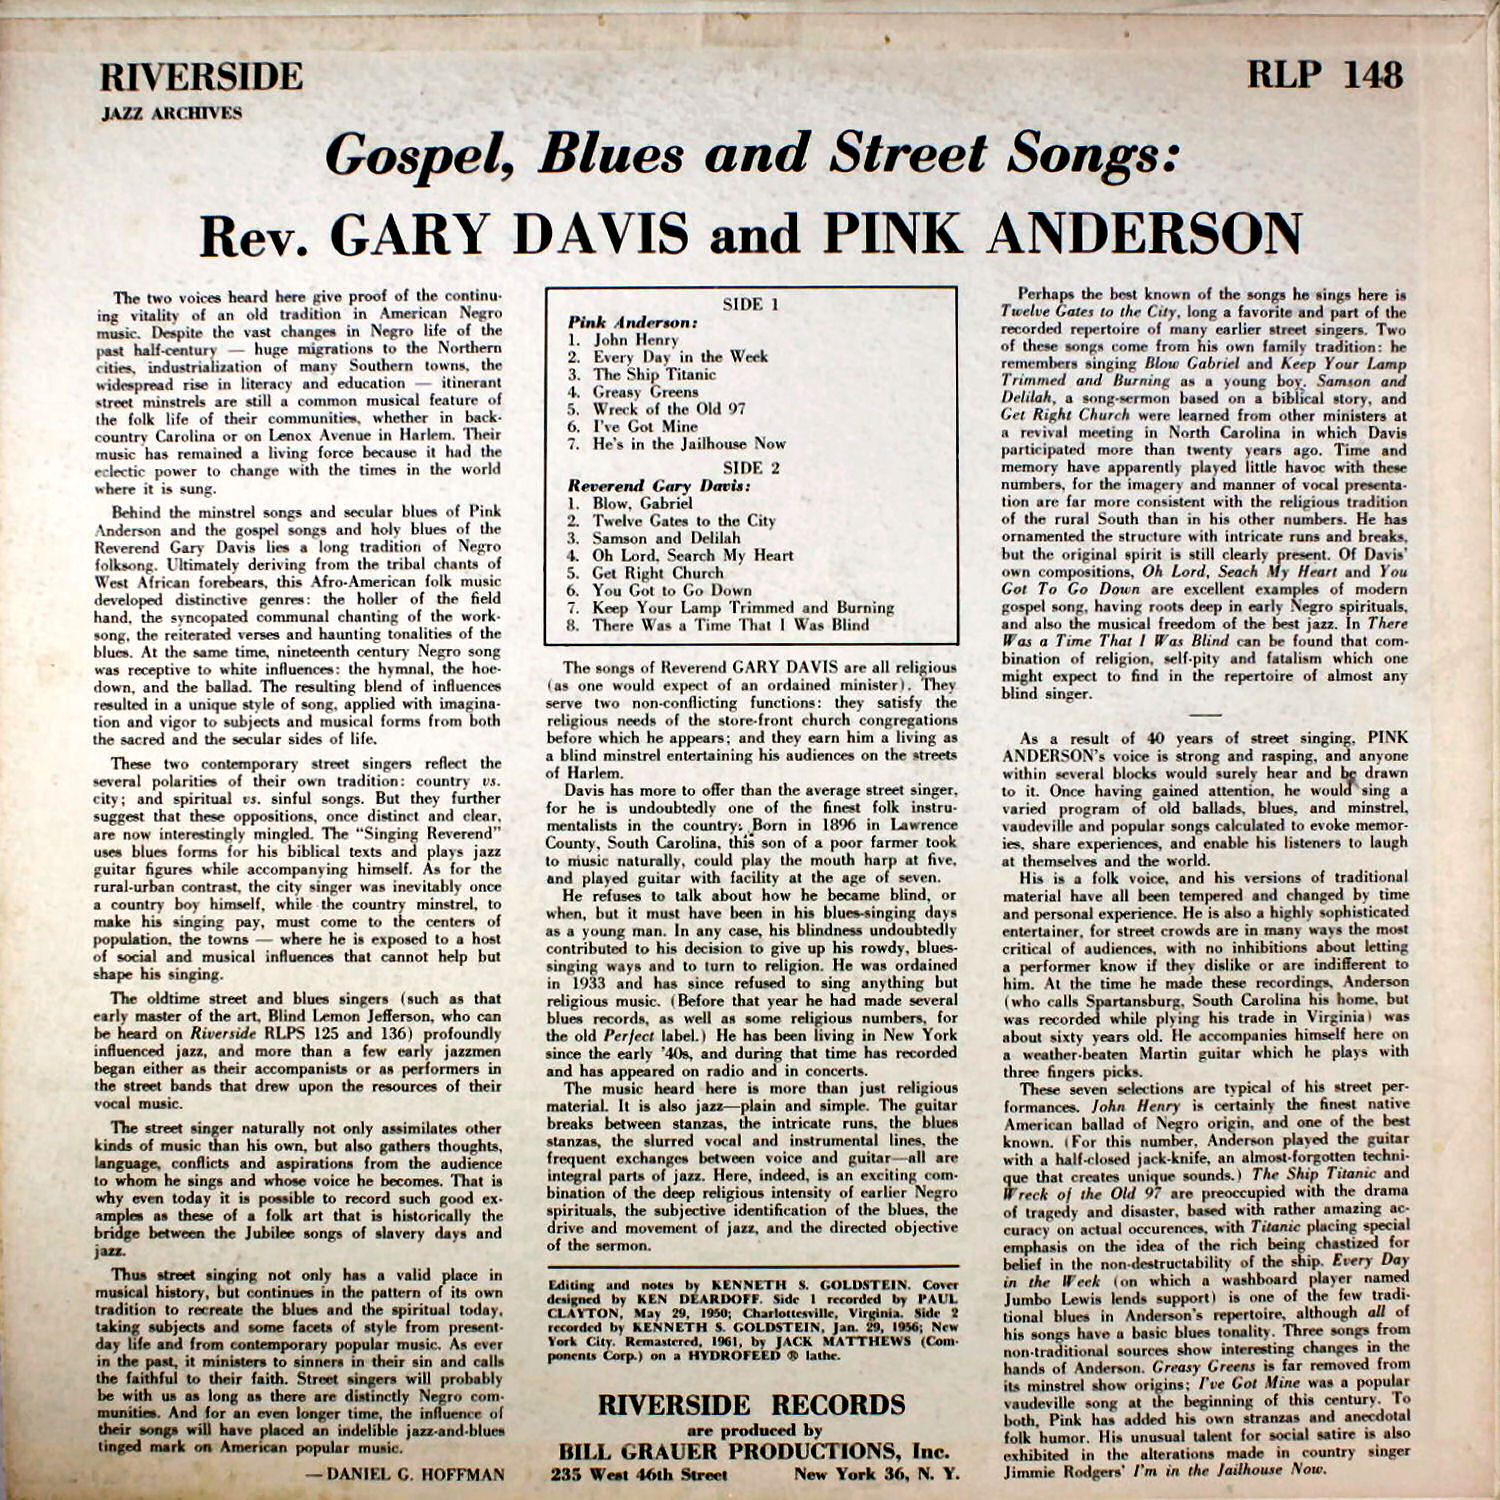 RIVERSIDE
JAZZ ARCHIVES
RLP 148
Gospel, Blues and Street Songs:
Rev. GARY DAVIS and PINK ANDERSON
The two voices heard here give proof of the continu-
ing vitality of an old tradition in American Negro
music. Despite the vast changes in Negro life of the
past half-century — huge migrations to the Northern
cities, industrialization of many Southern towns, the
widespread rise in literacy and education — itinerant
street minstrels are still a common musical feature of
the folk life of their communities, whether in back-
country Carolina or on Lenox Avenue in Harlem. Their
music has remained a living force because it had the
eclectic power to change with the times in the world
where it is sung.
Behind the minstrel songs and secular blues of Pink
Anderson and the gospel songs and holy blues of the
Reverend Gary Davis lies a long tradition of Negro
folksong. Ultimately deriving from the tribal chants of
West African forebears, this Afro-American folk music
developed distinctive genres: the holler of the field
hand, the syncopated communal chanting of the work-
song, the reiterated verses and haunting tonalities of the
blues. At the same time, nineteenth century Negro song
was receptive to white influences: the hymnal, the hoe-
down, and the ballad. The resulting blend of influences
resulted in a unique style of song, applied with imagina-
tion and vigor to subjects and musical forms from both
the sacred and the secular sides of life.
These two contemporary street singers reflect the
several polarities of their own tradition: country vs.
city; and spiritual vs. sinful songs. But they further
suggest that these oppositions, once distinct and clear,
are now interestingly mingled. The “Singing Reverend”
uses blues forms for his biblical texts and plays jazz
guitar figures while accompanying himself. As for the
rural-urban contrast, the city singer was inevitably once
a country boy himself, while the country minstrel, to
make his singing pay, must come to the centers of
population, the towns — where he is exposed to a host
of social and musical influences that cannot help but
shape his singing.
The oldtime street and blues singers (such as that
early master of the art, Blind Lemon Jefferson, who can
be heard on Riverside RLPS 125 and 136) profoundly
influenced jazz, and more than a few early jazzmen
began either as their accompanists or as performers in
the street bands that drew upon the resources of their
vocal music.
The street singer naturally not only assimilates other
kinds of music than his own, but also gathers thoughts,
language, conflicts and aspirations from the audience
to whom he sings and whose voice he becomes. That is
why even today it is possible to record such good ex-
amples as these of a folk art that is historically the
bridge between the Jubilee songs of slavery days and
jazz.
Thus street singing not only has a valid place in
musical history, but continues in the pattern of its own
tradition to recreate the blues and the spiritual today,
taking subjects and some facets of style from present-
day life and from contemporary popular music. As ever
in the past, it ministers to sinners in their sin and calls
the faithful to their faith. Street singers will probably
be with us as long as there are distinctly Negro com-
munities. And for an even longer time, the influence of
their songs will have placed an indelible jazz-and-blues
tinged mark on American popular music.
—DANIEL G. HOFFMAN
SIDE 1
Pink Anderson:
1. John Henry
2. Every Day in the Week
3. The Ship Titanic
4. Greasy Greens
5. Wreck of the Old 97
6. I've Got Mine
7. He's in the Jailhouse Now
SIDE 2
Reverend Gary Davis:
1. Blow, Gabriel
2. Twelve Gates to the City
3. Samson and Delilah
4. Oh Lord, Search My Heart
5. Get Right Church
6. You Got to Go Down
7. Keep Your Lamp Trimmed and Burning
8. There Was a Time That I Was Blind
The songs of Reverend GARY DAVIS are all religious
(as one would expect of an ordained minister). They
serve two non-conflicting functions: they satisfy the
religious needs of the store-front church congregations
before which he appears; and they earn him a living as
a blind minstrel entertaining his audiences on the streets
of Harlem.
Davis has more to offer than the average street singer,
for he is undoubtedly one of the finest folk instru-
mentalists in the country. Born in 1896 in Lawrence
County, South Carolina, this son of a poor farmer took
to music naturally, could play the mouth harp at five,
and played guitar with facility at the age of seven.
He refuses to talk about how he became blind, or
when, but it must have been in his blues-singing days
as a young man. In any case, his blindness undoubtedly
contributed to his decision to give up his rowdy, blues-
singing ways and to turn to religion. He was ordained
in 1933 and has since refused to sing anything but
religious music. (Before that year he had made several
blues records, as well as some religious numbers, for
the old Perfect label.) He has been living in New York
since the early '40s, and during that time has recorded
and has appeared on radio and in concerts.
The music heard here is more than just religious
material. It is also jazz—plain and simple. The guitar
breaks between stanzas, the intricate runs, the blues
stanzas, the slurred vocal and instrumental lines, the
frequent exchanges between voice and guitar—all are
integral parts of jazz. Here, indeed, is an exciting com-
bination of the deep religious intensity of earlier Negro
spirituals, the subjective identification of the blues, the
drive and movement of jazz, and the directed objective
of the sermon.
Editing and notes by KENNETH S. GOLDSTEIN. Cover
designed by KEN DEARDOFF. Side 1 recorded by PAUL
CLAYTON, May 29, 1950; Charlottesville, Virginia. Side 2
recorded by KENNETH S. GOLDSTEIN, Jan. 29, 1956; New
York City. Remastered, 1961, by JACK MATTHEWS (Com-
ponents Corp.) on a HYDROFEED ® lathe.
RIVERSIDE RECORDS
are produced by
BILL GRAUER PRODUCTIONS, Inc.
235 West 46th Street New York 36, N. Y.
Perhaps the best known of the songs he sings here is
Twelve Gates to the City, long a favorite and part of the
recorded repertoire of many earlier street singers. Two
of these songs come from his own family tradition: he
remembers singing Blow Gabriel and Keep Your Lamp
Trimmed and Burning as a young boy. Samson and
Delilah, a song-sermon based on a biblical story, and
Get Right Church were learned from other ministers at
a revival meeting in North Carolina in which Davis
participated more than twenty years ago. Time and
memory have apparently played little havoc with these
numbers, for the imagery and manner of vocal presenta-
tion are far more consistent with the religious tradition
of the rural South than in his other numbers. He has
ornamented the structure with intricate runs and breaks,
but the original spirit is still clearly present. Of Davis'
own compositions, Oh Lord, Seach My Heart and You
Got To Go Down are excellent examples of modern
gospel song, having roots deep in early Negro spirituals,
and also the musical freedom of the best jazz. In There
Was a Time That I Was Blind can be found that com-
bination of religion, self-pity and fatalism which one
might expect to find in the repertoire of almost any
blind singer.
As a result of 40 years of street singing, PINK
ANDERSON's voice is strong and rasping, and anyone
within several blocks would surely hear and be drawn
to it. Once having gained attention, he would sing a
varied program of old ballads, blues, and minstrel,
vaudeville and popular songs calculated to evoke memor-
ies, share experiences, and enable his listeners to laugh
at themselves and the world.
His is a folk voice, and his versions of traditional
material have all been tempered and changed by time
and personal experience. He is also a highly sophisticated
entertainer, for street crowds are in many ways the most
critical of audiences, with no inhibitions about letting
a performer know if they dislike or are indifferent to
him. At the time he made these recordings, Anderson
(who calls Spartansburg, South Carolina his home, but
was recorded while plying his trade in Virginia) was
about sixty years old. He accompanies himself here on
a weather-beaten Martin guitar which he plays with
three fingers picks.
These seven selections are typical of his street per-
formances. John Henry is certainly the finest native
American ballad of Negro origin, and one of the best
known. (For this number, Anderson played the guitar
with a half-closed jack-knife, an almost-forgotten techni-
que that creates unique sounds.) The Ship Titanic and
Wreck of the Old 97 are preoccupied with the drama
of tragedy and disaster, based with rather amazing ac-
curacy on actual occurences, with Titanic placing special
emphasis on the idea of the rich being chastized for
belief in the non-destructability of the ship. Every Day
in the Week (on which a washboard player named
Jumbo Lewis lends support) is one of the few tradi-
tional blues in Anderson's repertoire, although all of
his songs have a basic blues tonality. Three songs from
non-traditional sources show interesting changes in the
hands of Anderson. Greasy Greens is far removed from
its minstrel show origins; I've Got Mine was a popular
vaudeville song at the beginning of this century. To
both, Pink has added his own stranzas and anecdotal
folk humor. His unusual talent for social satire is also
exhibited in the alterations made in country singer
Jimmie Rodgers' I'm in the Jailhouse Now.